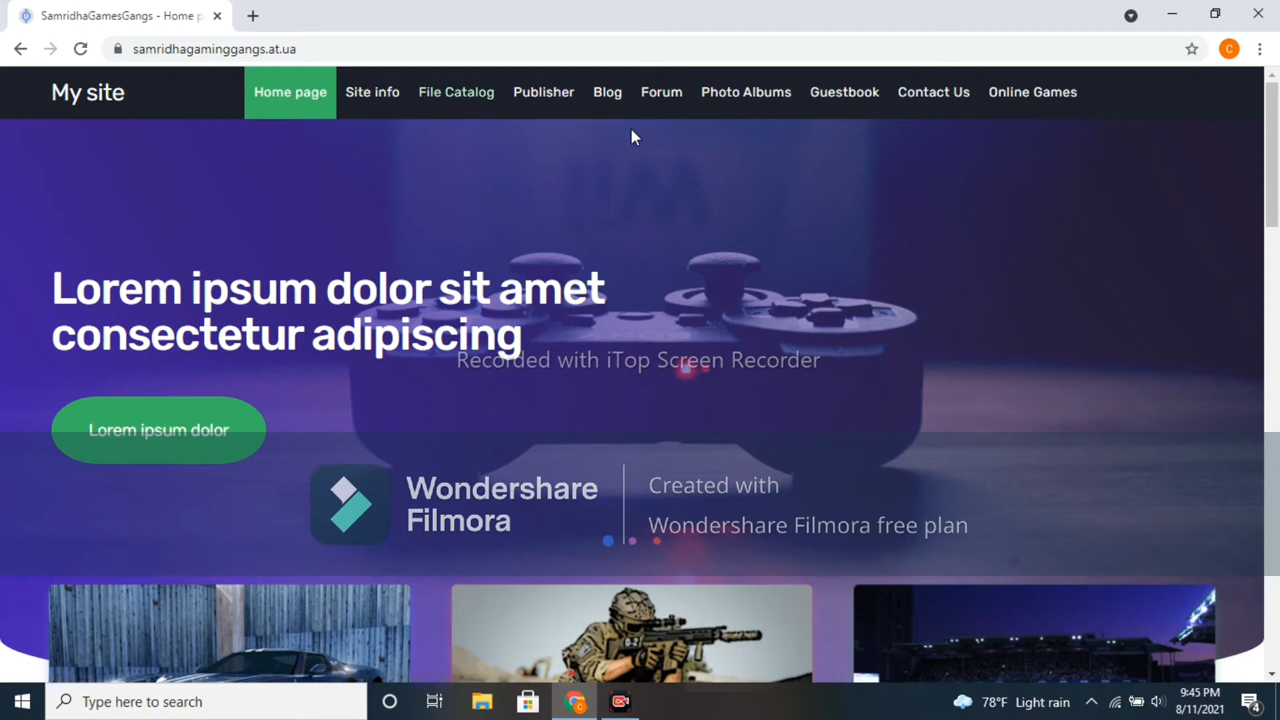 SamridhaGamesGangs - Home p
samridhagaminggangs.at.ua
C
My site
Home page
Site info
File Catalog
Publisher
Blog
Forum
Photo Albums
Guestbook
Contact Us
Online Games
Lorem ipsum dolor sit amet
consectetur adipiscing
Recorded with iTop Screen Recorder
Lorem ipsum dolor
Wondershare
Filmora
Created with
Wondershare Filmora free plan
Type here to search
C
78°F Light rain
9:45 PM
8/11/2021
4